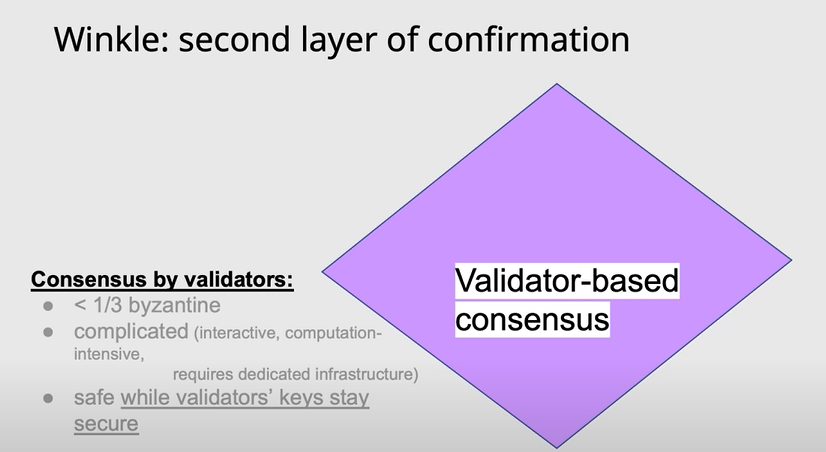 Winkle: second layer of confirmation
Consensus by validators:
● < 1/3 byzantine
● complicated (interactive, computation-
intensive,
requires dedicated infrastructure)
● safe while validators’ keys stay
secure
Validator-based
consensus